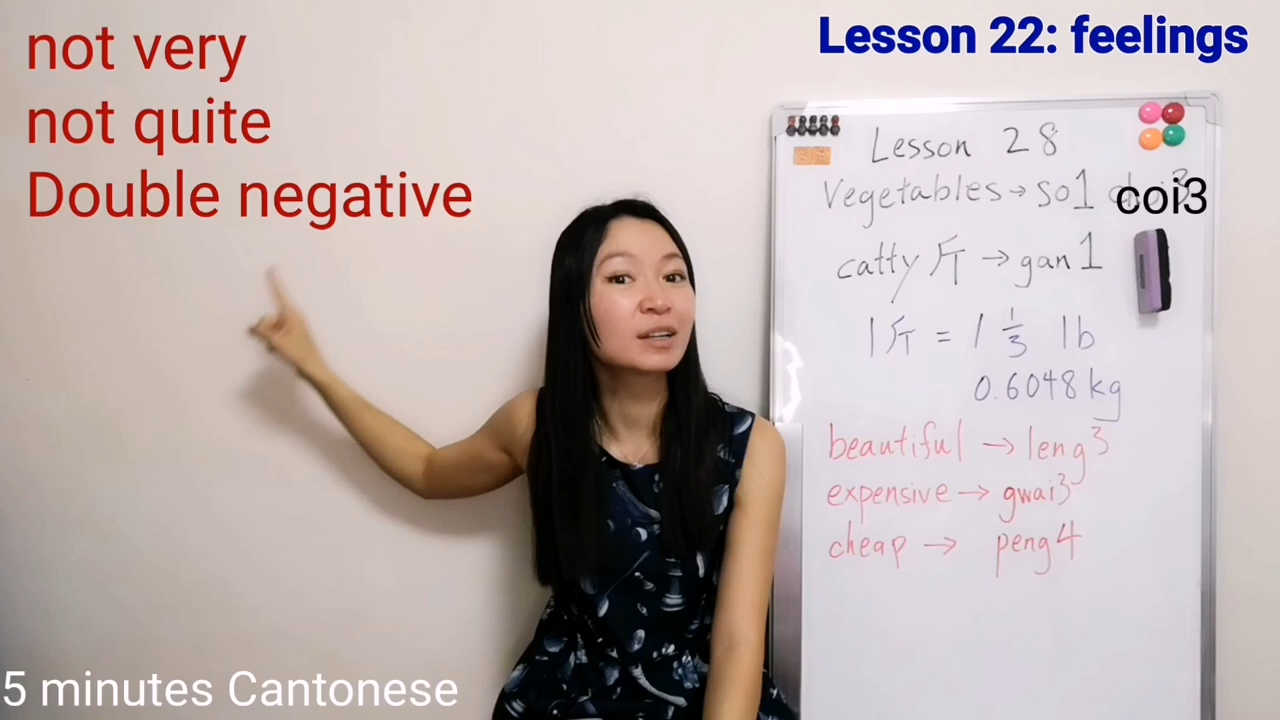 not very
not quite
Double negative
Lesson 22: feelings
Lesson 28
Vegetables → so1 coi3
catty 斤 → gan1
1斤 = 1 1/3 lb
0.6048 kg
beautiful → leng3
expensive → gwai3
cheap → peng4
5 minutes Cantonese